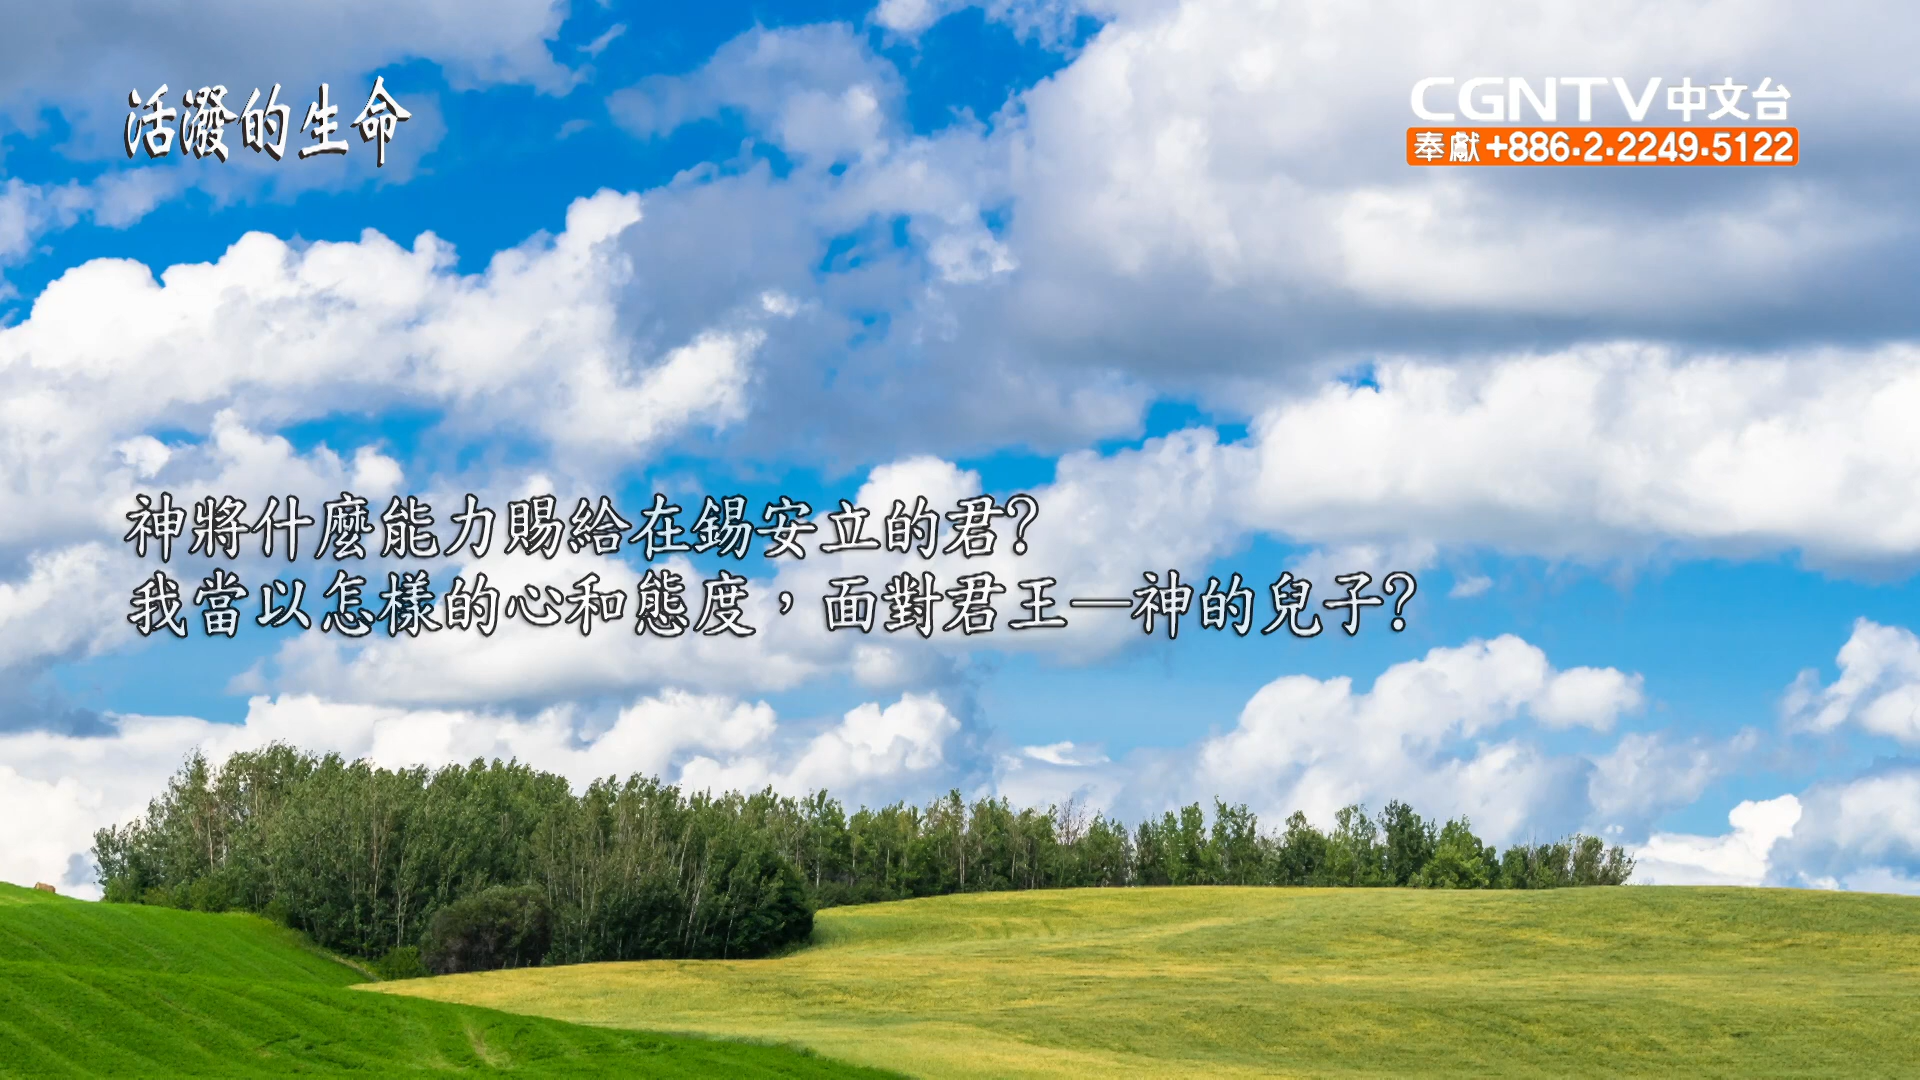 活潑的生命
CGNTV中文台
奉獻+886·2·2249·5122
神將什麼能力賜給在錫安立的君?
我當以怎樣的心和態度，面對君王—神的兒子?